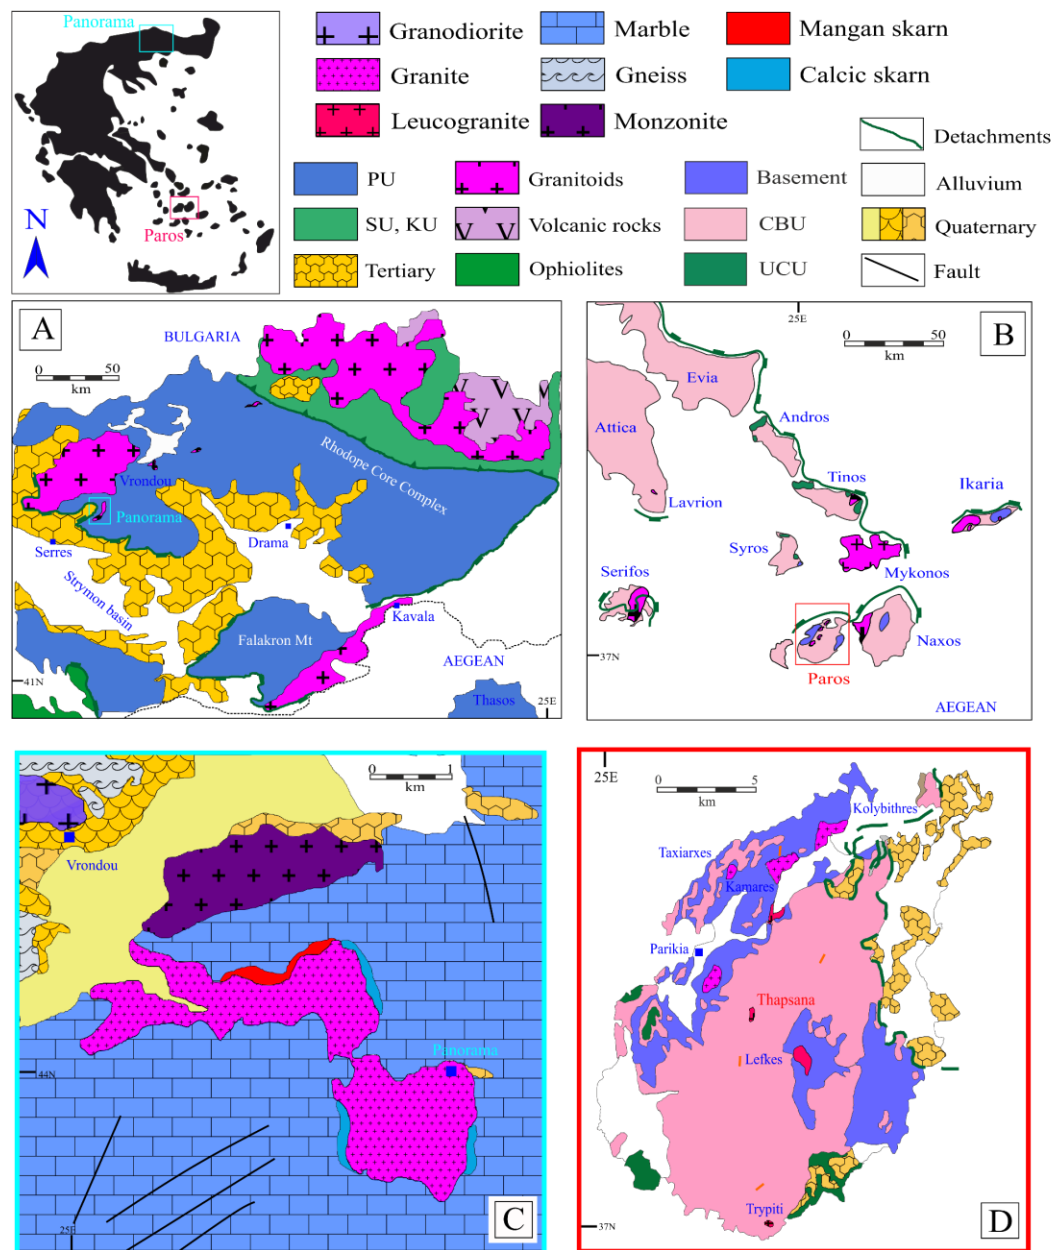 Panorama
N
Paros
Granodiorite
Marble
Mangan skarn
Granite
Gneiss
Calcic skarn
Leucogranite
Monzonite
Detachments
PU
Granitoids
Basement
Alluvium
SU, KU
Volcanic rocks
CBU
Quaternary
Tertiary
Ophiolites
UCU
Fault
A
BULGARIA
0 50
km
Rhodope Core Complex
Vrondou
Panorama
Serres
Drama
Strymon basin
Kavala
Falakron Mt
AEGEAN
41N
Thasos
25E
25E
0 50
km
B
Evia
Attica
Andros
Tinos
Ikaria
Lavrion
Syros
Mykonos
Serifos
Naxos
37N
Paros
AEGEAN
0 1
km
Vrondou
Panorama
44N
25E
C
25E
0 5
km
Kolybithres
Taxiarxes
Kamares
Parikia
Thapsana
Lefkes
Trypiti
37N
D